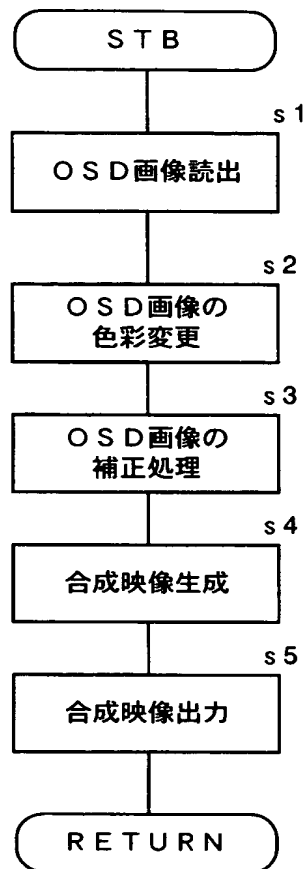 STB
s1
OSD画像読出
s2
OSD画像の
色彩変更
s3
OSD画像の
補正処理
s4
合成映像生成
s5
合成映像出力
RETURN